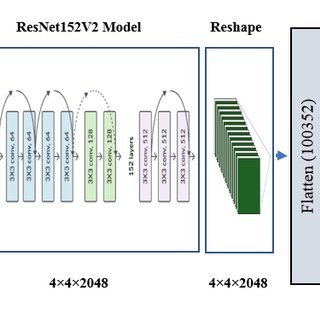 ResNet152V2 Model
Reshape
3X3 conv, 64
3X3 conv, 64
3X3 conv, 64
3X3 conv, 64
3X3 conv, 128
3X3 conv, 128
152 layers
3X3 conv, 512
3X3 conv, 512
3X3 conv, 512
Flatten (100352)
4×4×2048
4×4×2048